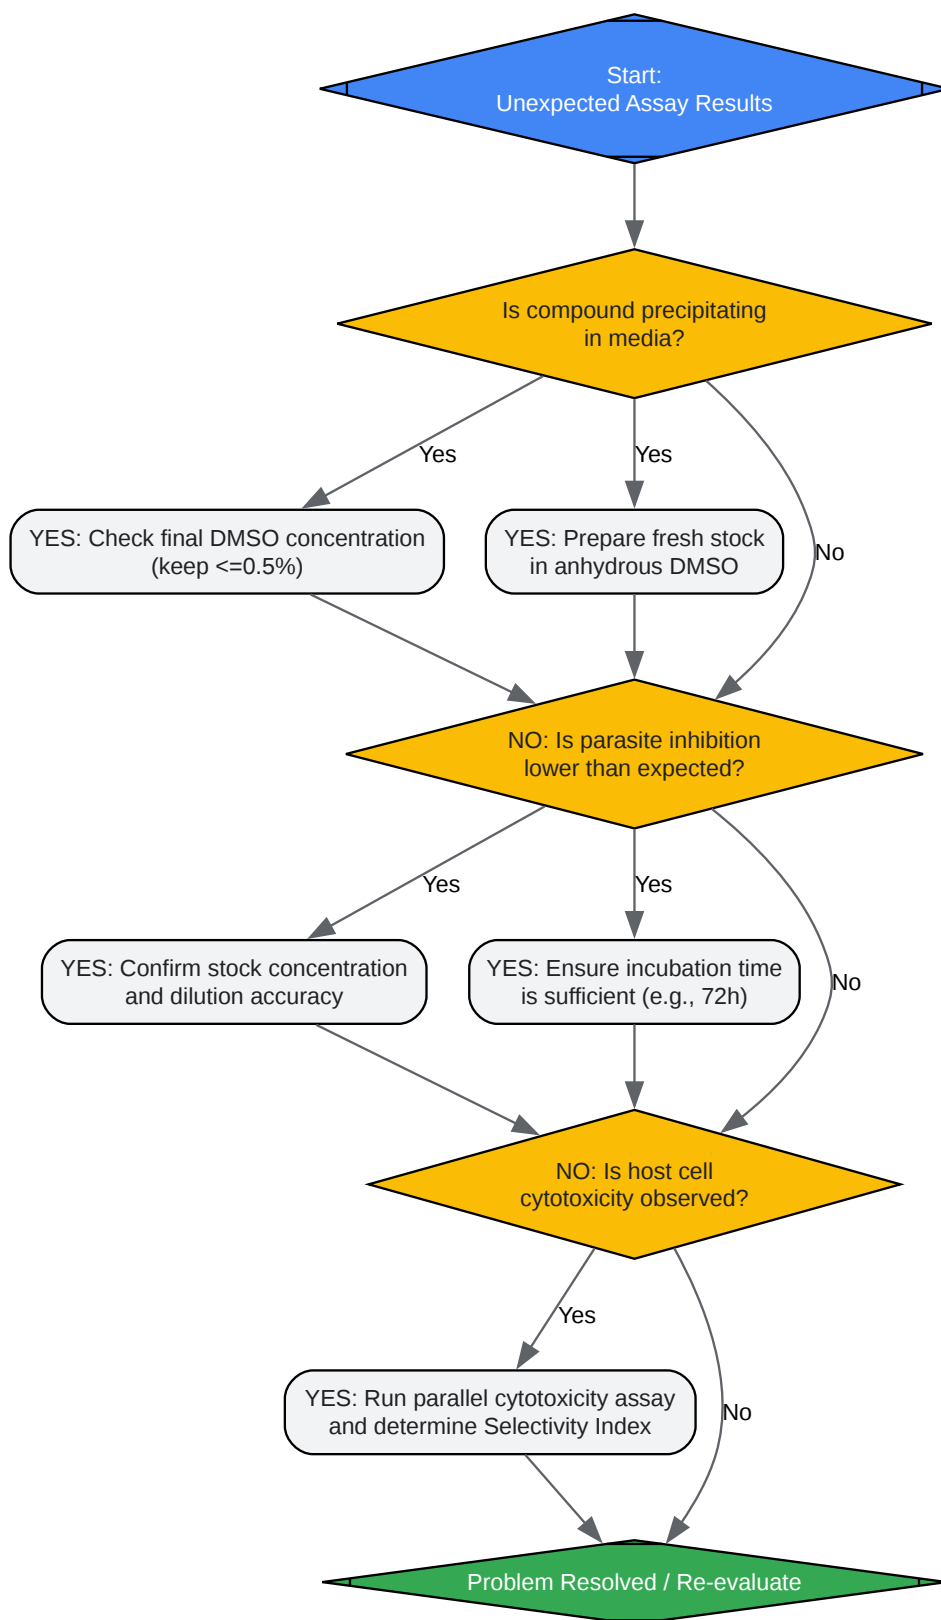 Start:
Unexpected Assay Results
Is compound precipitating
in media?
Yes
Yes
No
YES: Check final DMSO concentration
(keep <=0.5%)
YES: Prepare fresh stock
in anhydrous DMSO
NO: Is parasite inhibition
lower than expected?
Yes
Yes
No
YES: Confirm stock concentration
and dilution accuracy
YES: Ensure incubation time
is sufficient (e.g., 72h)
NO: Is host cell
cytotoxicity observed?
Yes
No
YES: Run parallel cytotoxicity assay
and determine Selectivity Index
Problem Resolved / Re-evaluate